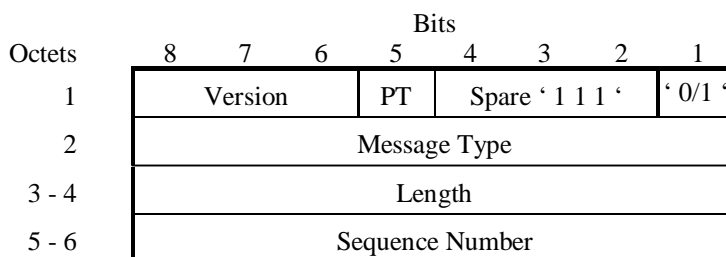 Bits
Octets 8 7 6 5 4 3 2 1
1 Version PT Spare ‘ 1 1 1 ‘ ‘ 0/1 ‘
2 Message Type
3 - 4 Length
5 - 6 Sequence Number